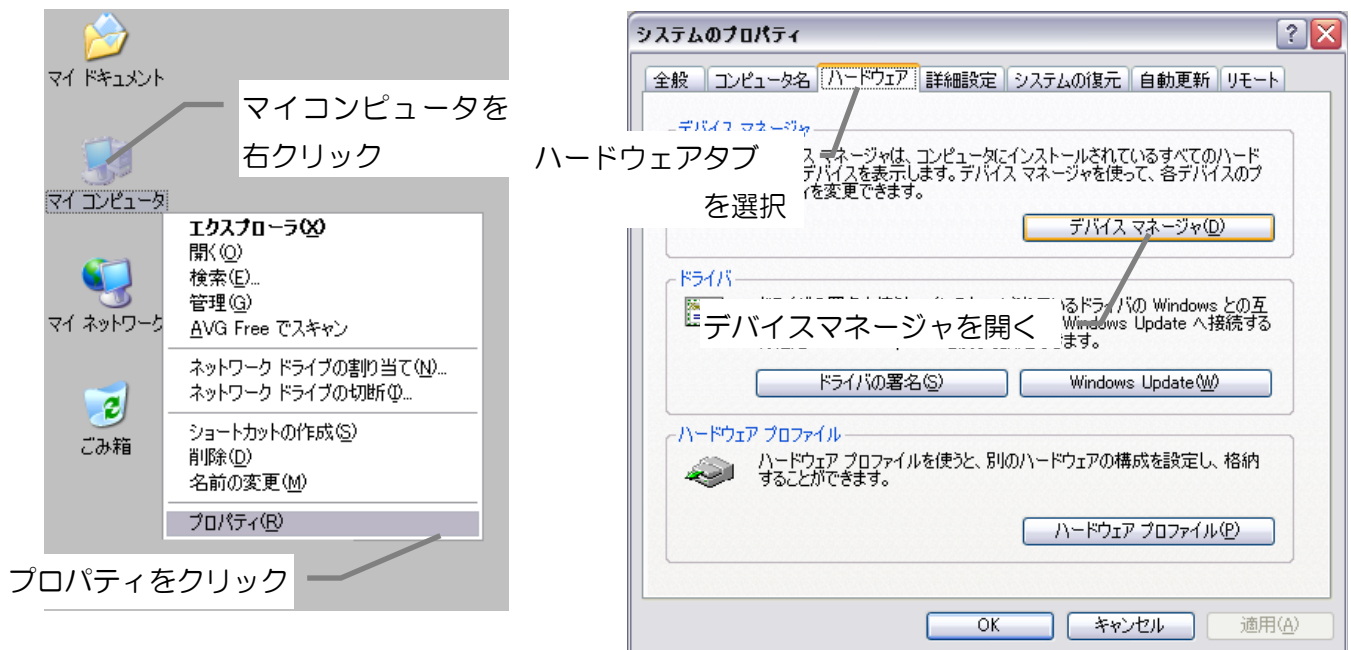 マイ ドキュメント
マイコンピュータを
右クリック
マイ コンピュータ
エクスプローラ(X)
開く(O)
検索(E)...
管理(G)
AVG Free でスキャン
ネットワーク ドライブの割り当て(N)...
ネットワーク ドライブの切断(I)...
ショートカットの作成(S)
削除(D)
名前の変更(M)
プロパティ(R)
マイ ネットワーク
ごみ箱
プロパティをクリック
システムのプロパティ
全般 コンピュータ名 ハードウェア 詳細設定 システムの復元 自動更新 リモート
ハードウェアタブ
を選択
デバイス マネージャ
マネージャは、コンピュータにインストールされているすべてのハード
デバイスを表示します。デバイス マネージャを使って、各デバイスのプ
を変更できます。
デバイス マネージャ(D)
ドライバ
デバイスマネージャを開く
いるドライバの Windows との互
Windows Update へ接続する
ます。
ドライバの署名(S)
Windows Update(W)
ハードウェア プロファイル
ハードウェア プロファイルを使うと、別のハードウェアの構成を設定し、格納
することができます。
ハードウェア プロファイル(P)
OK
キャンセル
適用(A)